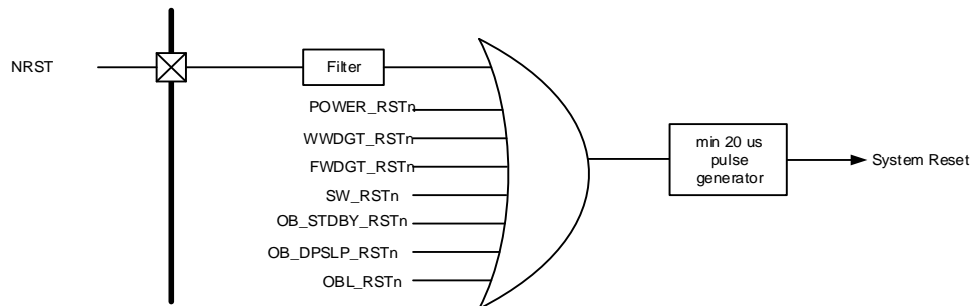 NRST
Filter
POWER_RSTn
WWDGT_RSTn
FWDGT_RSTn
SW_RSTn
OB_STDBY_RSTn
OB_DPSLP_RSTn
OBL_RSTn
min 20 us
pulse
generator
System Reset